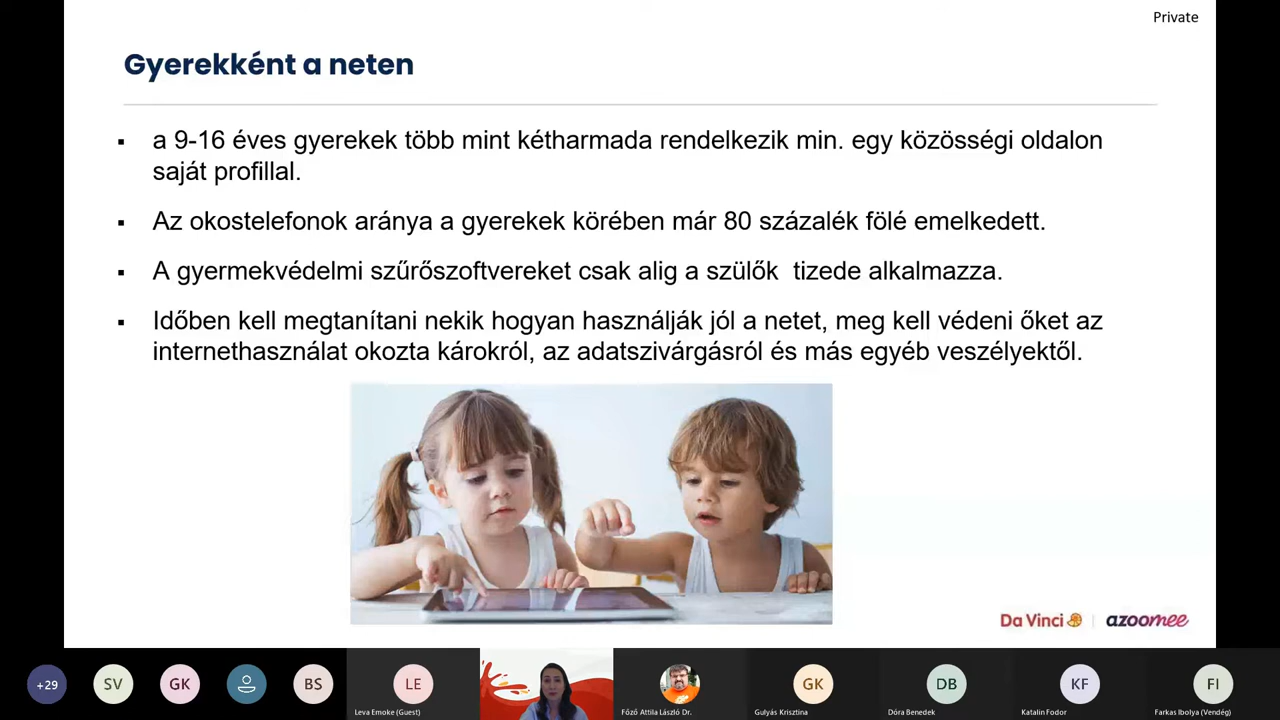 Private
Gyerekként a neten
▪ a 9-16 éves gyerekek több mint kétharmada rendelkezik min. egy közösségi oldalon
saját profillal.
▪ Az okostelefonok aránya a gyerekek körében már 80 százalék fölé emelkedett.
▪ A gyermekvédelmi szűrőszoftvereket csak alig a szülők  tizede alkalmazza.
▪ Időben kell megtanítani nekik hogyan használják jól a netet, meg kell védeni őket az
internethasználat okozta károkról, az adatszivárgásról és más egyéb veszélyektől.
Da Vinci | azoomee
+29 SV GK BS LE GK DB KF FI
Leva Emoke (Guest) Főző Attila László Dr. Gulyás Krisztina Dóra Benedek Katalin Fodor Farkas Ibolya (Vendég)